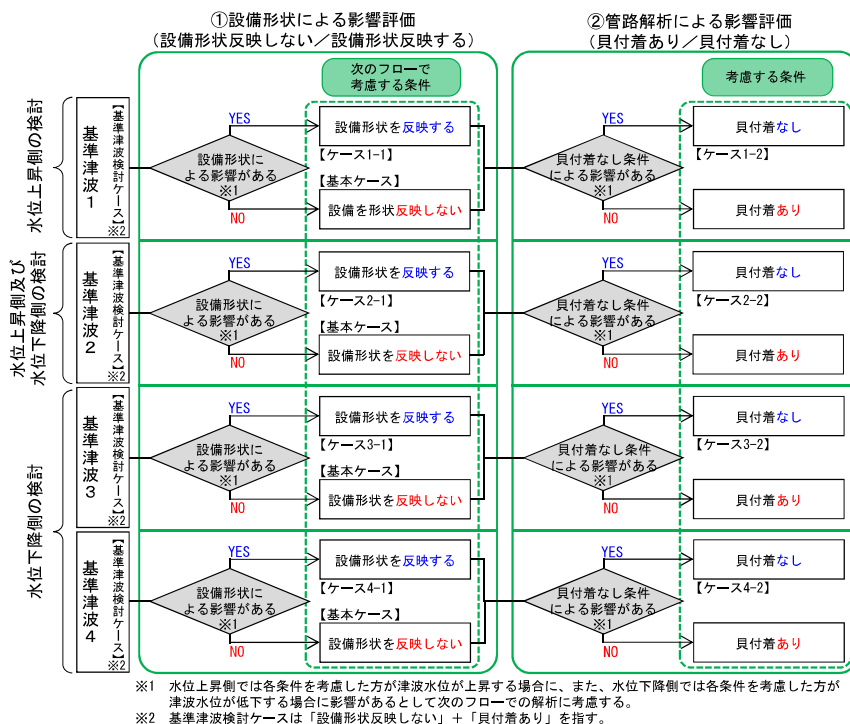 ①設備形状による影響評価
(設備形状反映しない／設備形状反映する)
②管路解析による影響評価
(貝付着あり／貝付着なし)
次のフローで
考慮する条件
考慮する条件
水位上昇側の検討
基準津波1
【基準津波検討ケース】
※2
設備形状に
よる影響がある
※1
YES
設備形状を反映する
【ケース1-1】
【基本ケース】
NO
設備を形状反映しない
貝付着なし条件
による影響がある
※1
YES
貝付着なし
【ケース1-2】
NO
貝付着あり
水位上昇側及び
水位下降側の検討
基準津波2
【基準津波検討ケース】
※2
設備形状に
よる影響がある
※1
YES
設備形状を反映する
【ケース2-1】
【基本ケース】
NO
設備形状を反映しない
貝付着なし条件
による影響がある
※1
YES
貝付着なし
【ケース2-2】
NO
貝付着あり
水位下降側の検討
基準津波3
【基準津波検討ケース】
※2
設備形状に
よる影響がある
※1
YES
設備形状を反映する
【ケース3-1】
【基本ケース】
NO
設備形状を反映しない
貝付着なし条件
による影響がある
※1
YES
貝付着なし
【ケース3-2】
NO
貝付着あり
基準津波4
【基準津波検討ケース】
※2
設備形状に
よる影響がある
※1
YES
設備形状を反映する
【ケース4-1】
【基本ケース】
NO
設備形状を反映しない
貝付着なし条件
による影響がある
※1
YES
貝付着なし
【ケース4-2】
NO
貝付着あり
※1 水位上昇側では各条件を考慮した方が津波水位が上昇する場合に、また、水位下降側では各条件を考慮した方が
津波水位が低下する場合に影響があるとして次のフローでの解析に考慮する。
※2 基準津波検討ケースは「設備形状反映しない」＋「貝付着あり」を指す。